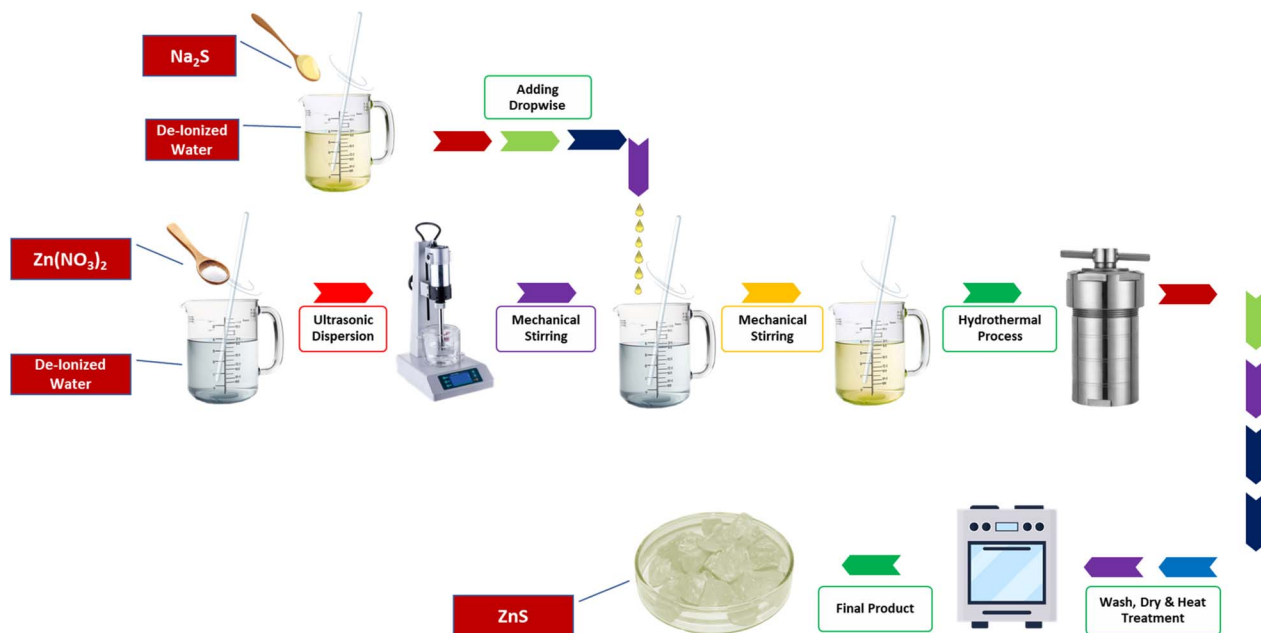 Na₂S
Adding
Dropwise
De-Ionized
Water
Zn(NO₃)₂
Ultrasonic
Dispersion
Mechanical
Stirring
Mechanical
Stirring
Hydrothermal
Process
De-Ionized
Water
ZnS
Final Product
Wash, Dry & Heat
Treatment